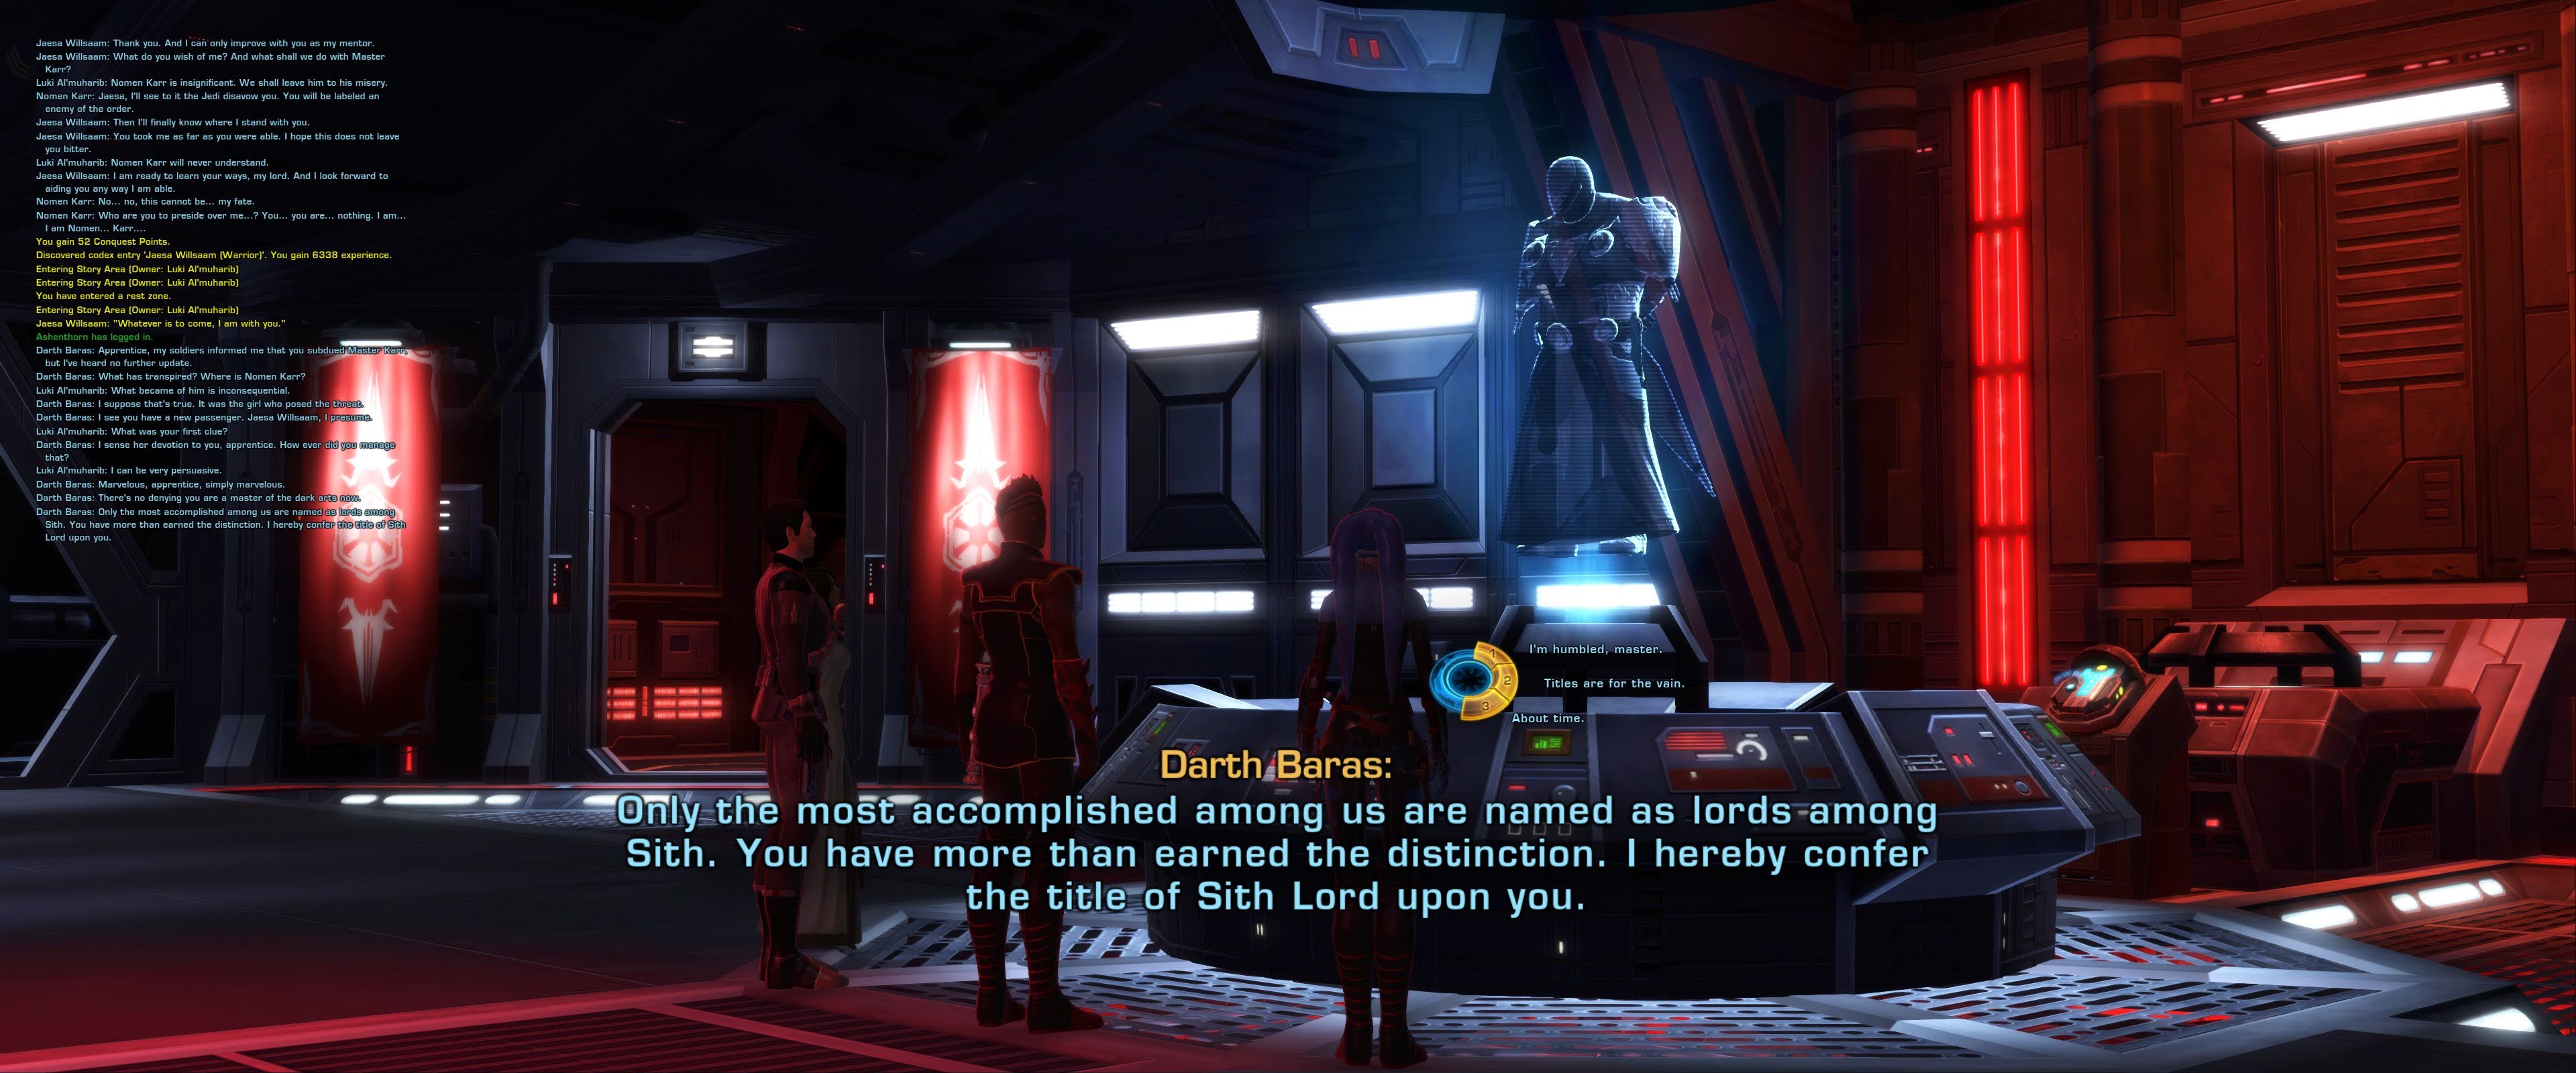 Jaesa Willsaam: Thank you. And I can only improve with you as my mentor.
Jaesa Willsaam: What do you wish of me? And what shall we do with Master
Karr?
Luki Al'muharib: Nomen Karr is insignificant. We shall leave him to his misery.
Nomen Karr: Jaesa, I'll see to it the Jedi disavow you. You will be labeled an
enemy of the order.
Jaesa Willsaam: Then I'll finally know where I stand with you.
Jaesa Willsaam: You took me as far as you were able. I hope this does not leave
you bitter.
Luki Al'muharib: Nomen Karr will never understand.
Jaesa Willsaam: I am ready to learn your ways, my lord. And I look forward to
aiding you any way I am able.
Nomen Karr: No... no, this cannot be... my fate.
Nomen Karr: Who are you to preside over me...? You... you are... nothing. I am...
I am Nomen... Karr....
You gain 52 Conquest Points.
Discovered codex entry 'Jaesa Willsaam (Warrior)'. You gain 6338 experience.
Entering Story Area (Owner: Luki Al'muharib)
Entering Story Area (Owner: Luki Al'muharib)
You have entered a rest zone.
Entering Story Area (Owner: Luki Al'muharib)
Jaesa Willsaam: "Whatever is to come, I am with you."
Ashenthorn has logged in.
Darth Baras: Apprentice, my soldiers informed me that you subdued Master Karr,
but I've heard no further update.
Darth Baras: What has transpired? Where is Nomen Karr?
Luki Al'muharib: What became of him is inconsequential.
Darth Baras: I suppose that's true. It was the girl who posed the threat.
Darth Baras: I see you have a new passenger. Jaesa Willsaam, I presume.
Luki Al'muharib: What was your first clue?
Darth Baras: I sense her devotion to you, apprentice. How ever did you manage
that?
Luki Al'muharib: I can be very persuasive.
Darth Baras: Marvelous, apprentice, simply marvelous.
Darth Baras: There's no denying you are a master of the dark arts now.
Darth Baras: Only the most accomplished among us are named as lords among
Sith. You have more than earned the distinction. I hereby confer the title of Sith
Lord upon you.
1 I'm humbled, master.
2 Titles are for the vain.
3 About time.
Darth Baras:
Only the most accomplished among us are named as lords among
Sith. You have more than earned the distinction. I hereby confer
the title of Sith Lord upon you.